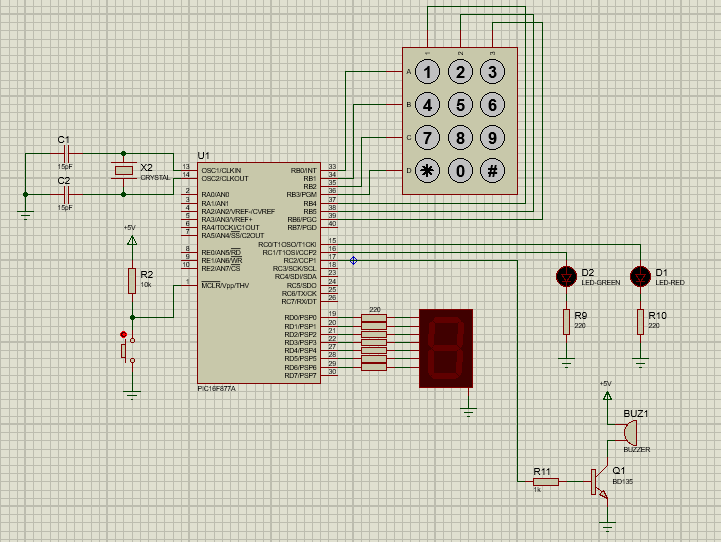 1 2 3
A 1 2 3
B 4 5 6
C 7 8 9
D * 0 #
C1
15pF
C2
15pF
X2
CRYSTAL
+5V
R2
10k
U1
13 OSC1/CLKIN RB0/INT 33
14 OSC2/CLKOUT RB1 34
RB2 35
2 RA0/AN0 RB3/PGM 36
3 RA1/AN1 RB4 37
4 RA2/AN2/VREF-/CVREF RB5 38
5 RA3/AN3/VREF+ RB6/PGC 39
6 RA4/T0CKI/C1OUT RB7/PGD 40
7 RA5/AN4/SS/C2OUT
RC0/T1OSO/T1CKI 15
8 RE0/AN5/RD RC1/T1OSI/CCP2 16
9 RE1/AN6/WR RC2/CCP1 17
10 RE2/AN7/CS RC3/SCK/SCL 18
RC4/SDI/SDA 23
1 MCLR/Vpp/THV RC5/SDO 24
RC6/TX/CK 25
RC7/RX/DT 26
RD0/PSP0 19
RD1/PSP1 20
RD2/PSP2 21
RD3/PSP3 22
RD4/PSP4 27
RD5/PSP5 28
RD6/PSP6 29
RD7/PSP7 30
PIC16F877A
220
D2
LED-GREEN
D1
LED-RED
R9
220
R10
220
+5V
BUZ1
BUZZER
R11
1k
Q1
BD135